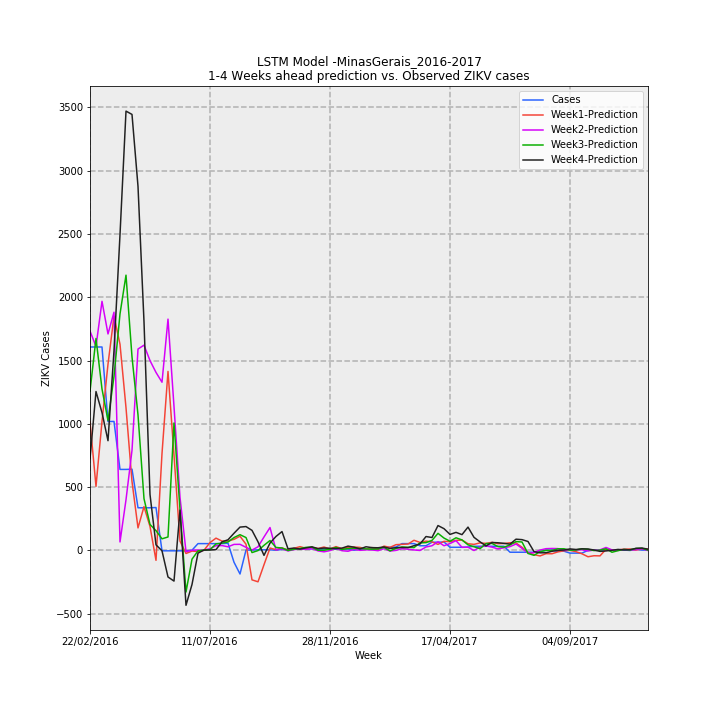 LSTM Model -MinasGerais_2016-2017
1-4 Weeks ahead prediction vs. Observed ZIKV cases
Cases
Week1-Prediction
Week2-Prediction
Week3-Prediction
Week4-Prediction
3500
3000
2500
2000
1500
1000
500
0
−500
ZIKV Cases
22/02/2016 11/07/2016 28/11/2016 17/04/2017 04/09/2017
Week